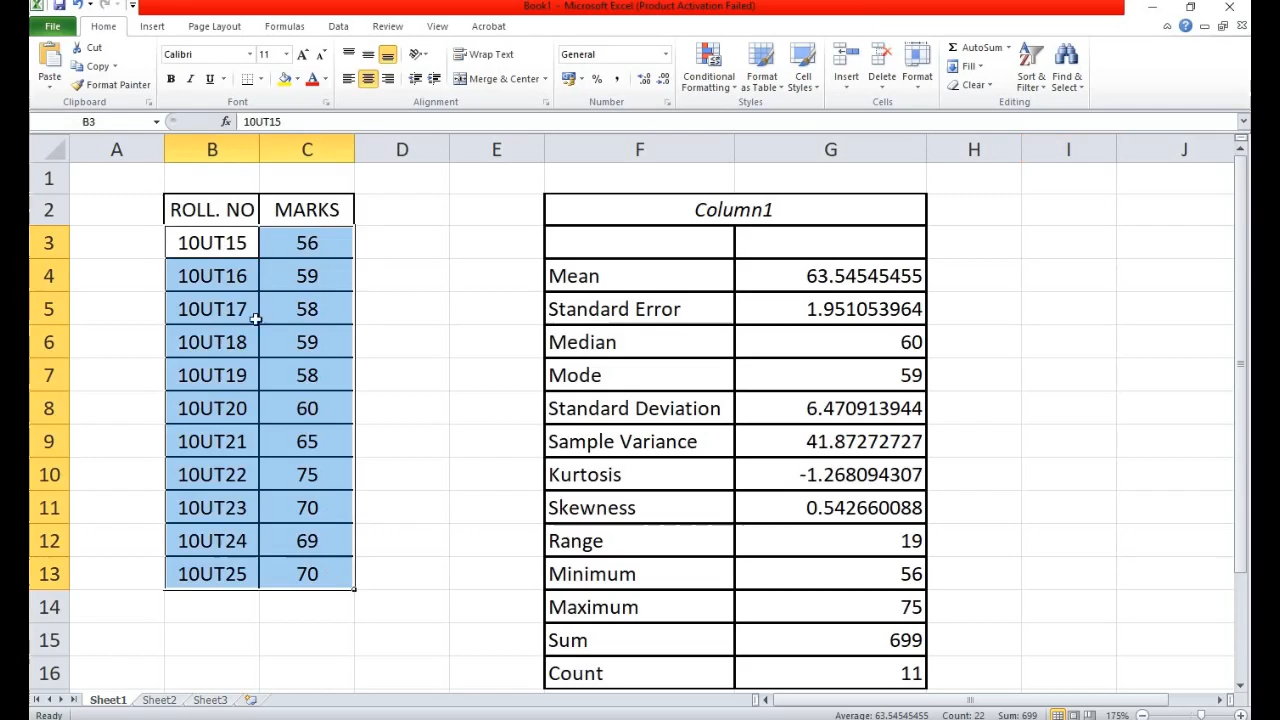 Book1 - Microsoft Excel (Product Activation Failed)
File Home Insert Page Layout Formulas Data Review View Acrobat
Paste Cut Copy Format Painter Clipboard
Calibri 11 Font
Wrap Text Merge & Center Alignment
General Number
Conditional Formatting Format as Table Cell Styles Styles
Insert Delete Format Cells
AutoSum Fill Clear Sort & Filter Find & Select Editing
B3 fx 10UT15
A B C D E F G H I J
1
2 ROLL. NO MARKS Column1
3 10UT15 56
4 10UT16 59 Mean 63.54545455
5 10UT17 58 Standard Error 1.951053964
6 10UT18 59 Median 60
7 10UT19 58 Mode 59
8 10UT20 60 Standard Deviation 6.470913944
9 10UT21 65 Sample Variance 41.87272727
10 10UT22 75 Kurtosis -1.268094307
11 10UT23 70 Skewness 0.542660088
12 10UT24 69 Range 19
13 10UT25 70 Minimum 56
14 Maximum 75
15 Sum 699
16 Count 11
Sheet1 Sheet2 Sheet3
Ready Average: 63.54545455 Count: 22 Sum: 699 175%